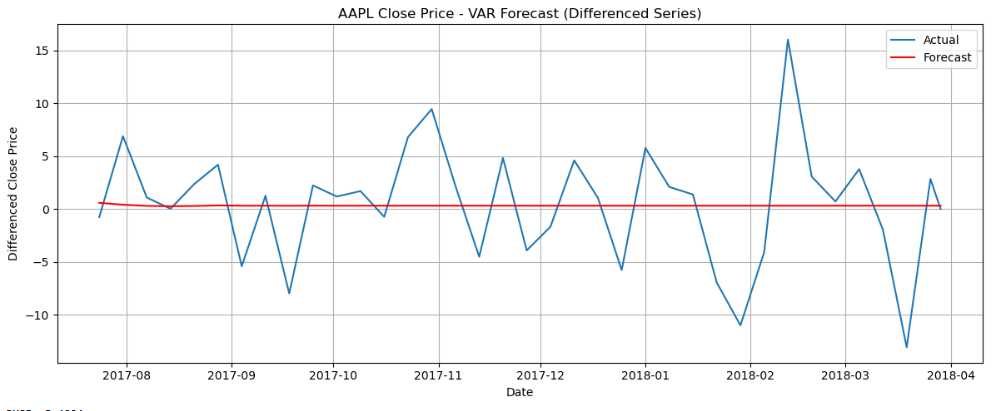 AAPL Close Price - VAR Forecast (Differenced Series)
Actual
Forecast
15
10
5
0
−5
−10
Differenced Close Price
2017-08 2017-09 2017-10 2017-11 2017-12 2018-01 2018-02 2018-03 2018-04
Date